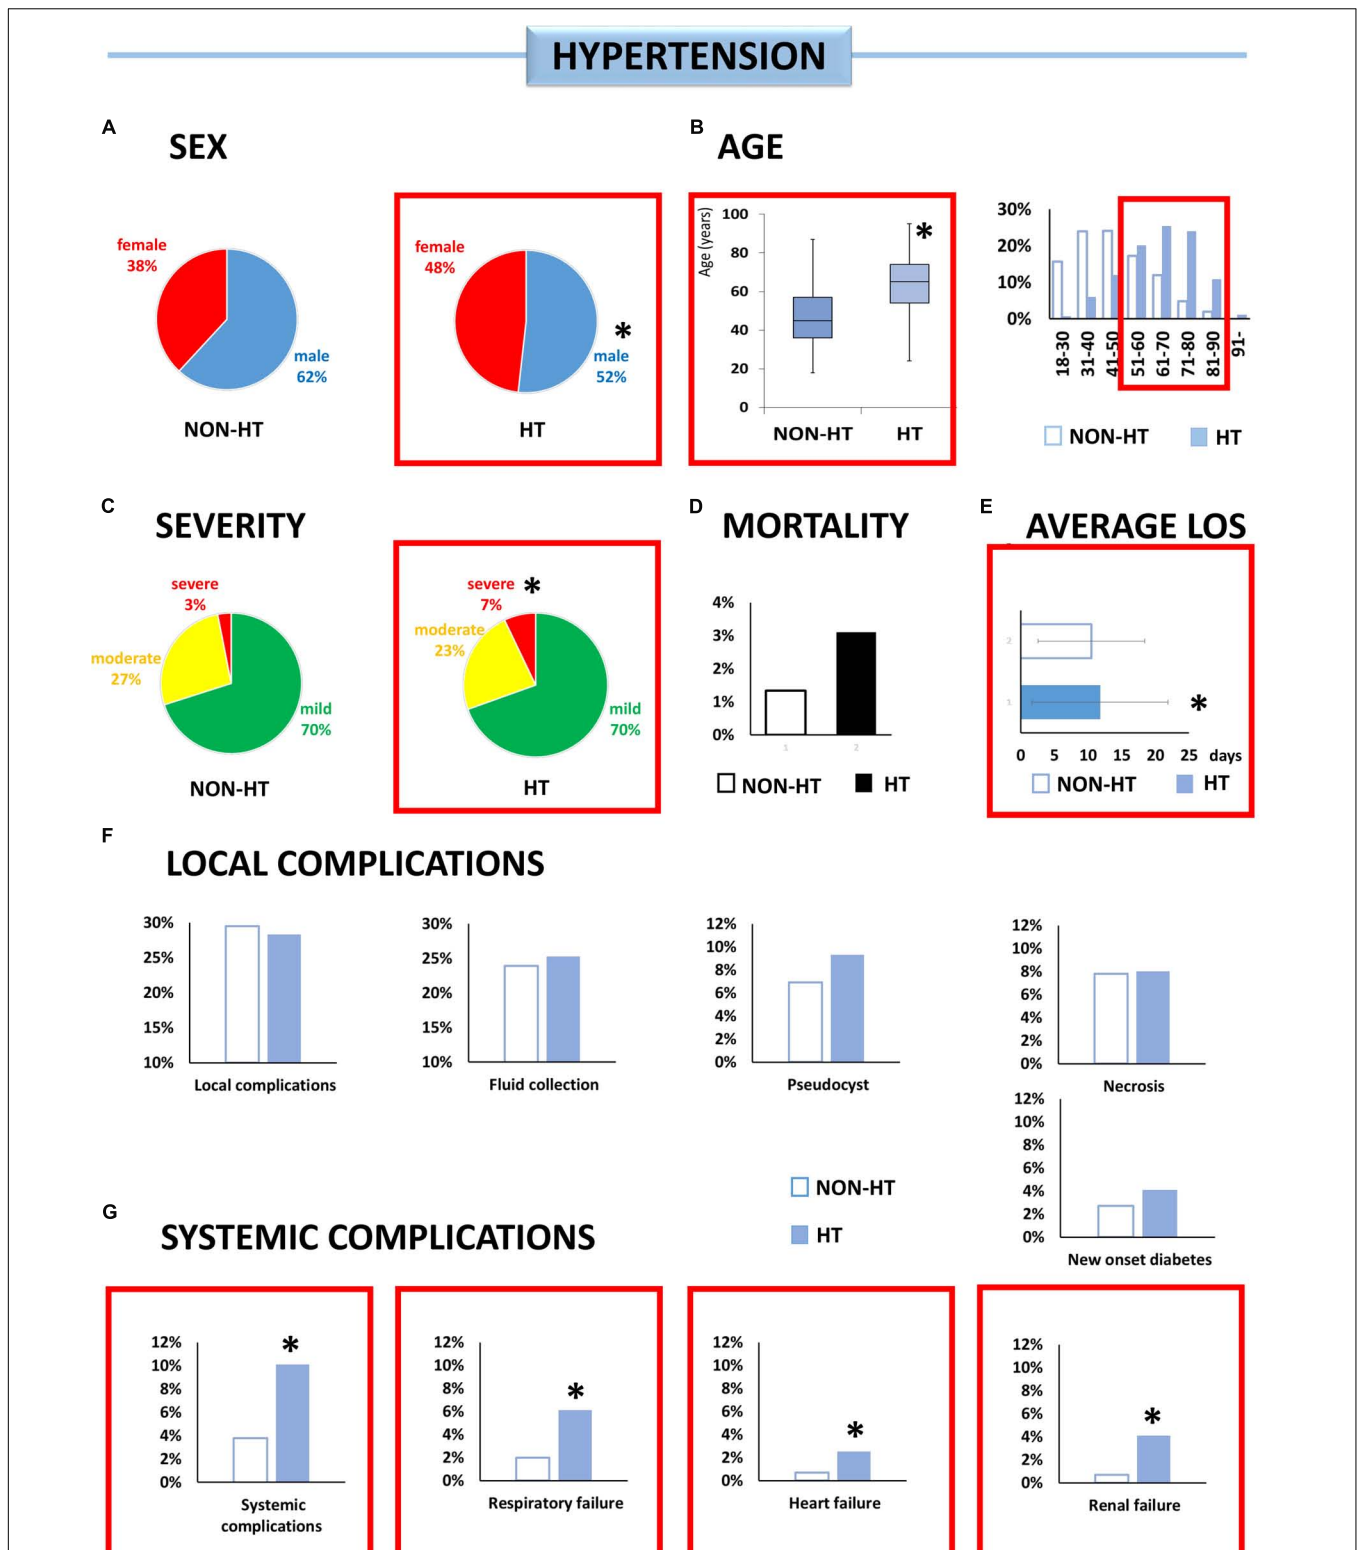 HYPERTENSION
A
SEX
female
38%
male
62%
NON-HT
female
48%
*
male
52%
HT
B
AGE
Age (years)
100
80
60
40
20
0
*
NON-HT
HT
30%
20%
10%
0%
18-30
31-40
41-50
51-60
61-70
71-80
81-90
91-
NON-HT
HT
C
SEVERITY
severe
3%
moderate
27%
mild
70%
NON-HT
severe *
7%
moderate
23%
mild
70%
HT
D
MORTALITY
4%
3%
2%
1%
0%
1
2
NON-HT
HT
E
AVERAGE LOS
2
1
*
0 5 10 15 20 25 days
NON-HT
HT
F
LOCAL COMPLICATIONS
30%
25%
20%
15%
10%
Local complications
30%
25%
20%
15%
10%
Fluid collection
12%
10%
8%
6%
4%
2%
0%
Pseudocyst
12%
10%
8%
6%
4%
2%
0%
Necrosis
12%
10%
8%
6%
4%
2%
0%
New onset diabetes
NON-HT
HT
G
SYSTEMIC COMPLICATIONS
12%
10%
8%
6%
4%
2%
0%
*
Systemic
complications
12%
10%
8%
6%
4%
2%
0%
*
Respiratory failure
12%
10%
8%
6%
4%
2%
0%
*
Heart failure
12%
10%
8%
6%
4%
2%
0%
*
Renal failure